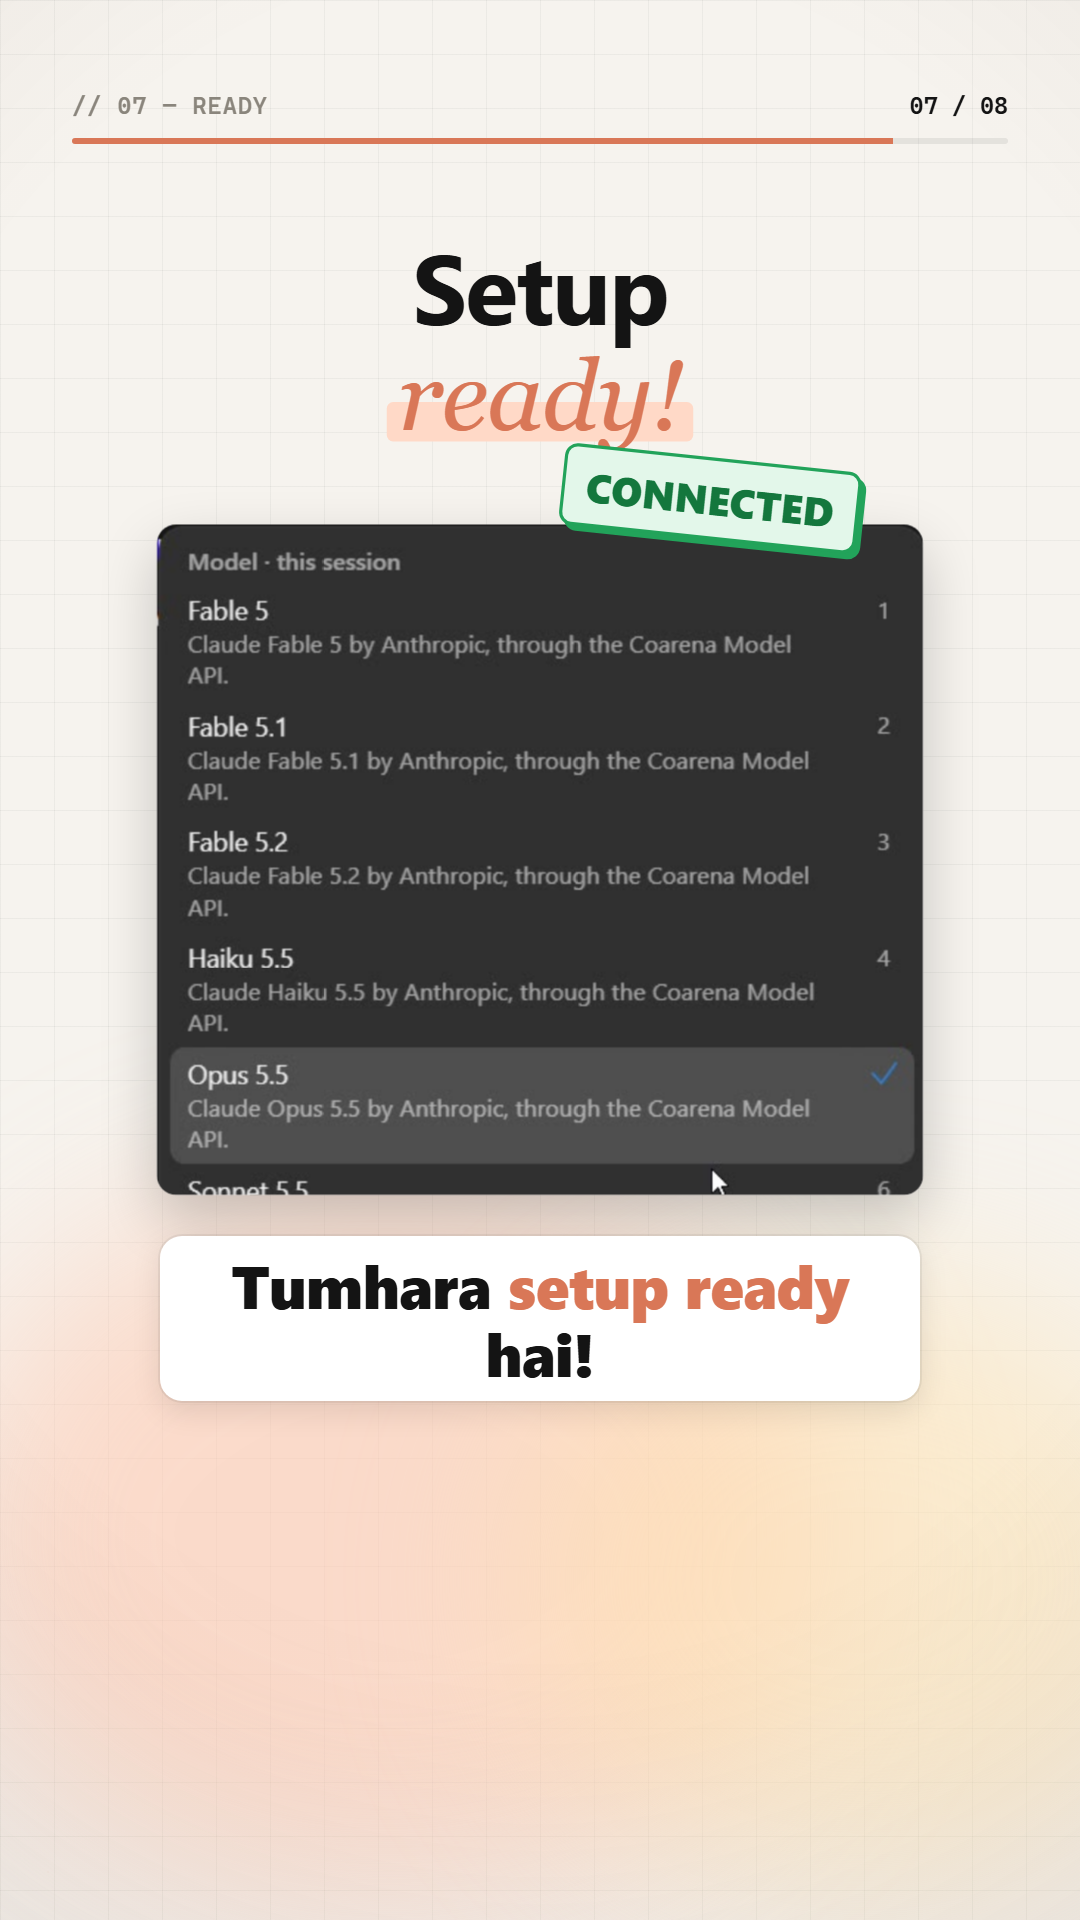 // 07 — READY
07 / 08
Setup
ready!
CONNECTED
Model · this session
Fable 5
1
Claude Fable 5 by Anthropic, through the Coarena Model
API.
Fable 5.1
2
Claude Fable 5.1 by Anthropic, through the Coarena Model
API.
Fable 5.2
3
Claude Fable 5.2 by Anthropic, through the Coarena Model
API.
Haiku 5.5
4
Claude Haiku 5.5 by Anthropic, through the Coarena Model
API.
Opus 5.5
Claude Opus 5.5 by Anthropic, through the Coarena Model
API.
Sonnet 5.5
6
Tumhara setup ready
hai!